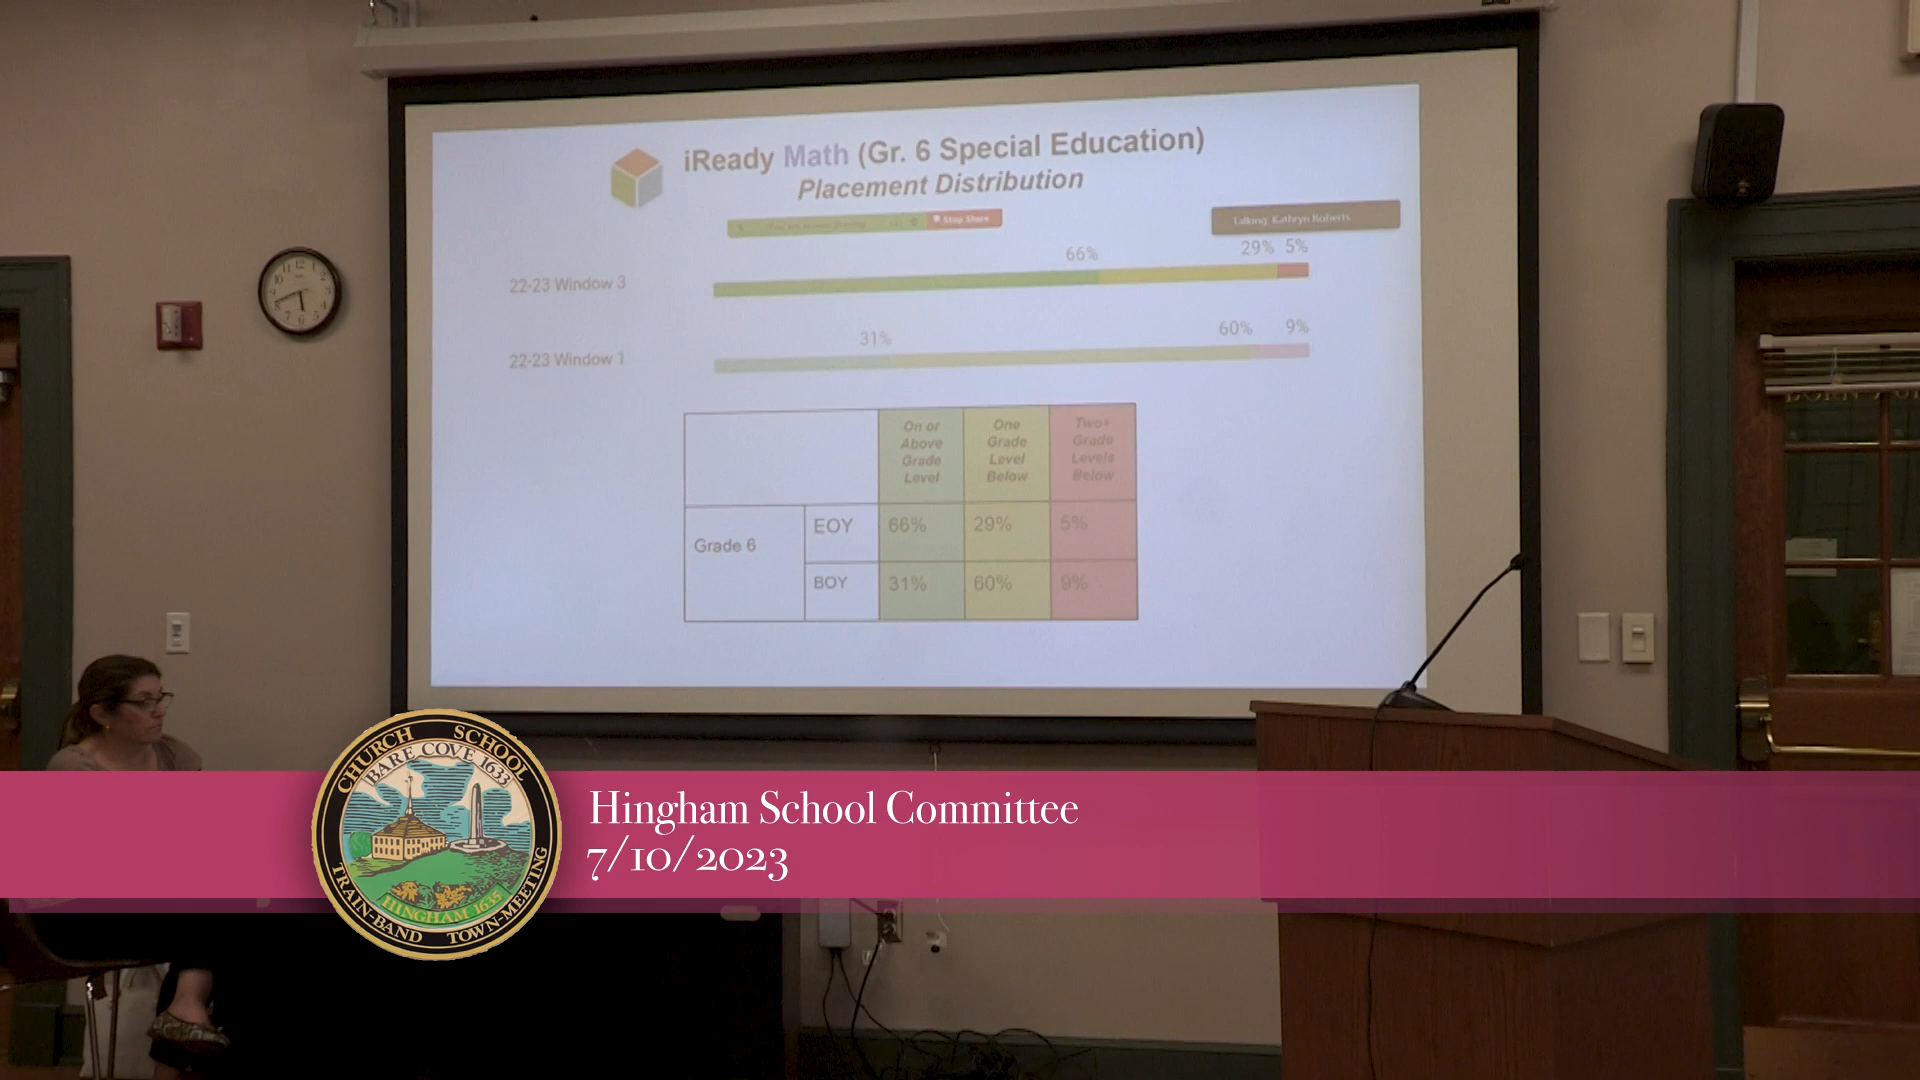 iReady Math (Gr. 6 Special Education)
Placement Distribution
Stop Share
Talking: Kathryn Roberts
66%
29% 5%
22-23 Window 3
31%
60% 9%
22-23 Window 1
On or Above Grade Level
One Grade Level Below
Two+ Grade Levels Below
Grade 6
EOY 66% 29% 5%
BOY 31% 60% 9%
CHURCH SCHOOL
BARE COVE 1633
HINGHAM 1635
TRAIN-BAND TOWN-MEETING
Hingham School Committee
7/10/2023